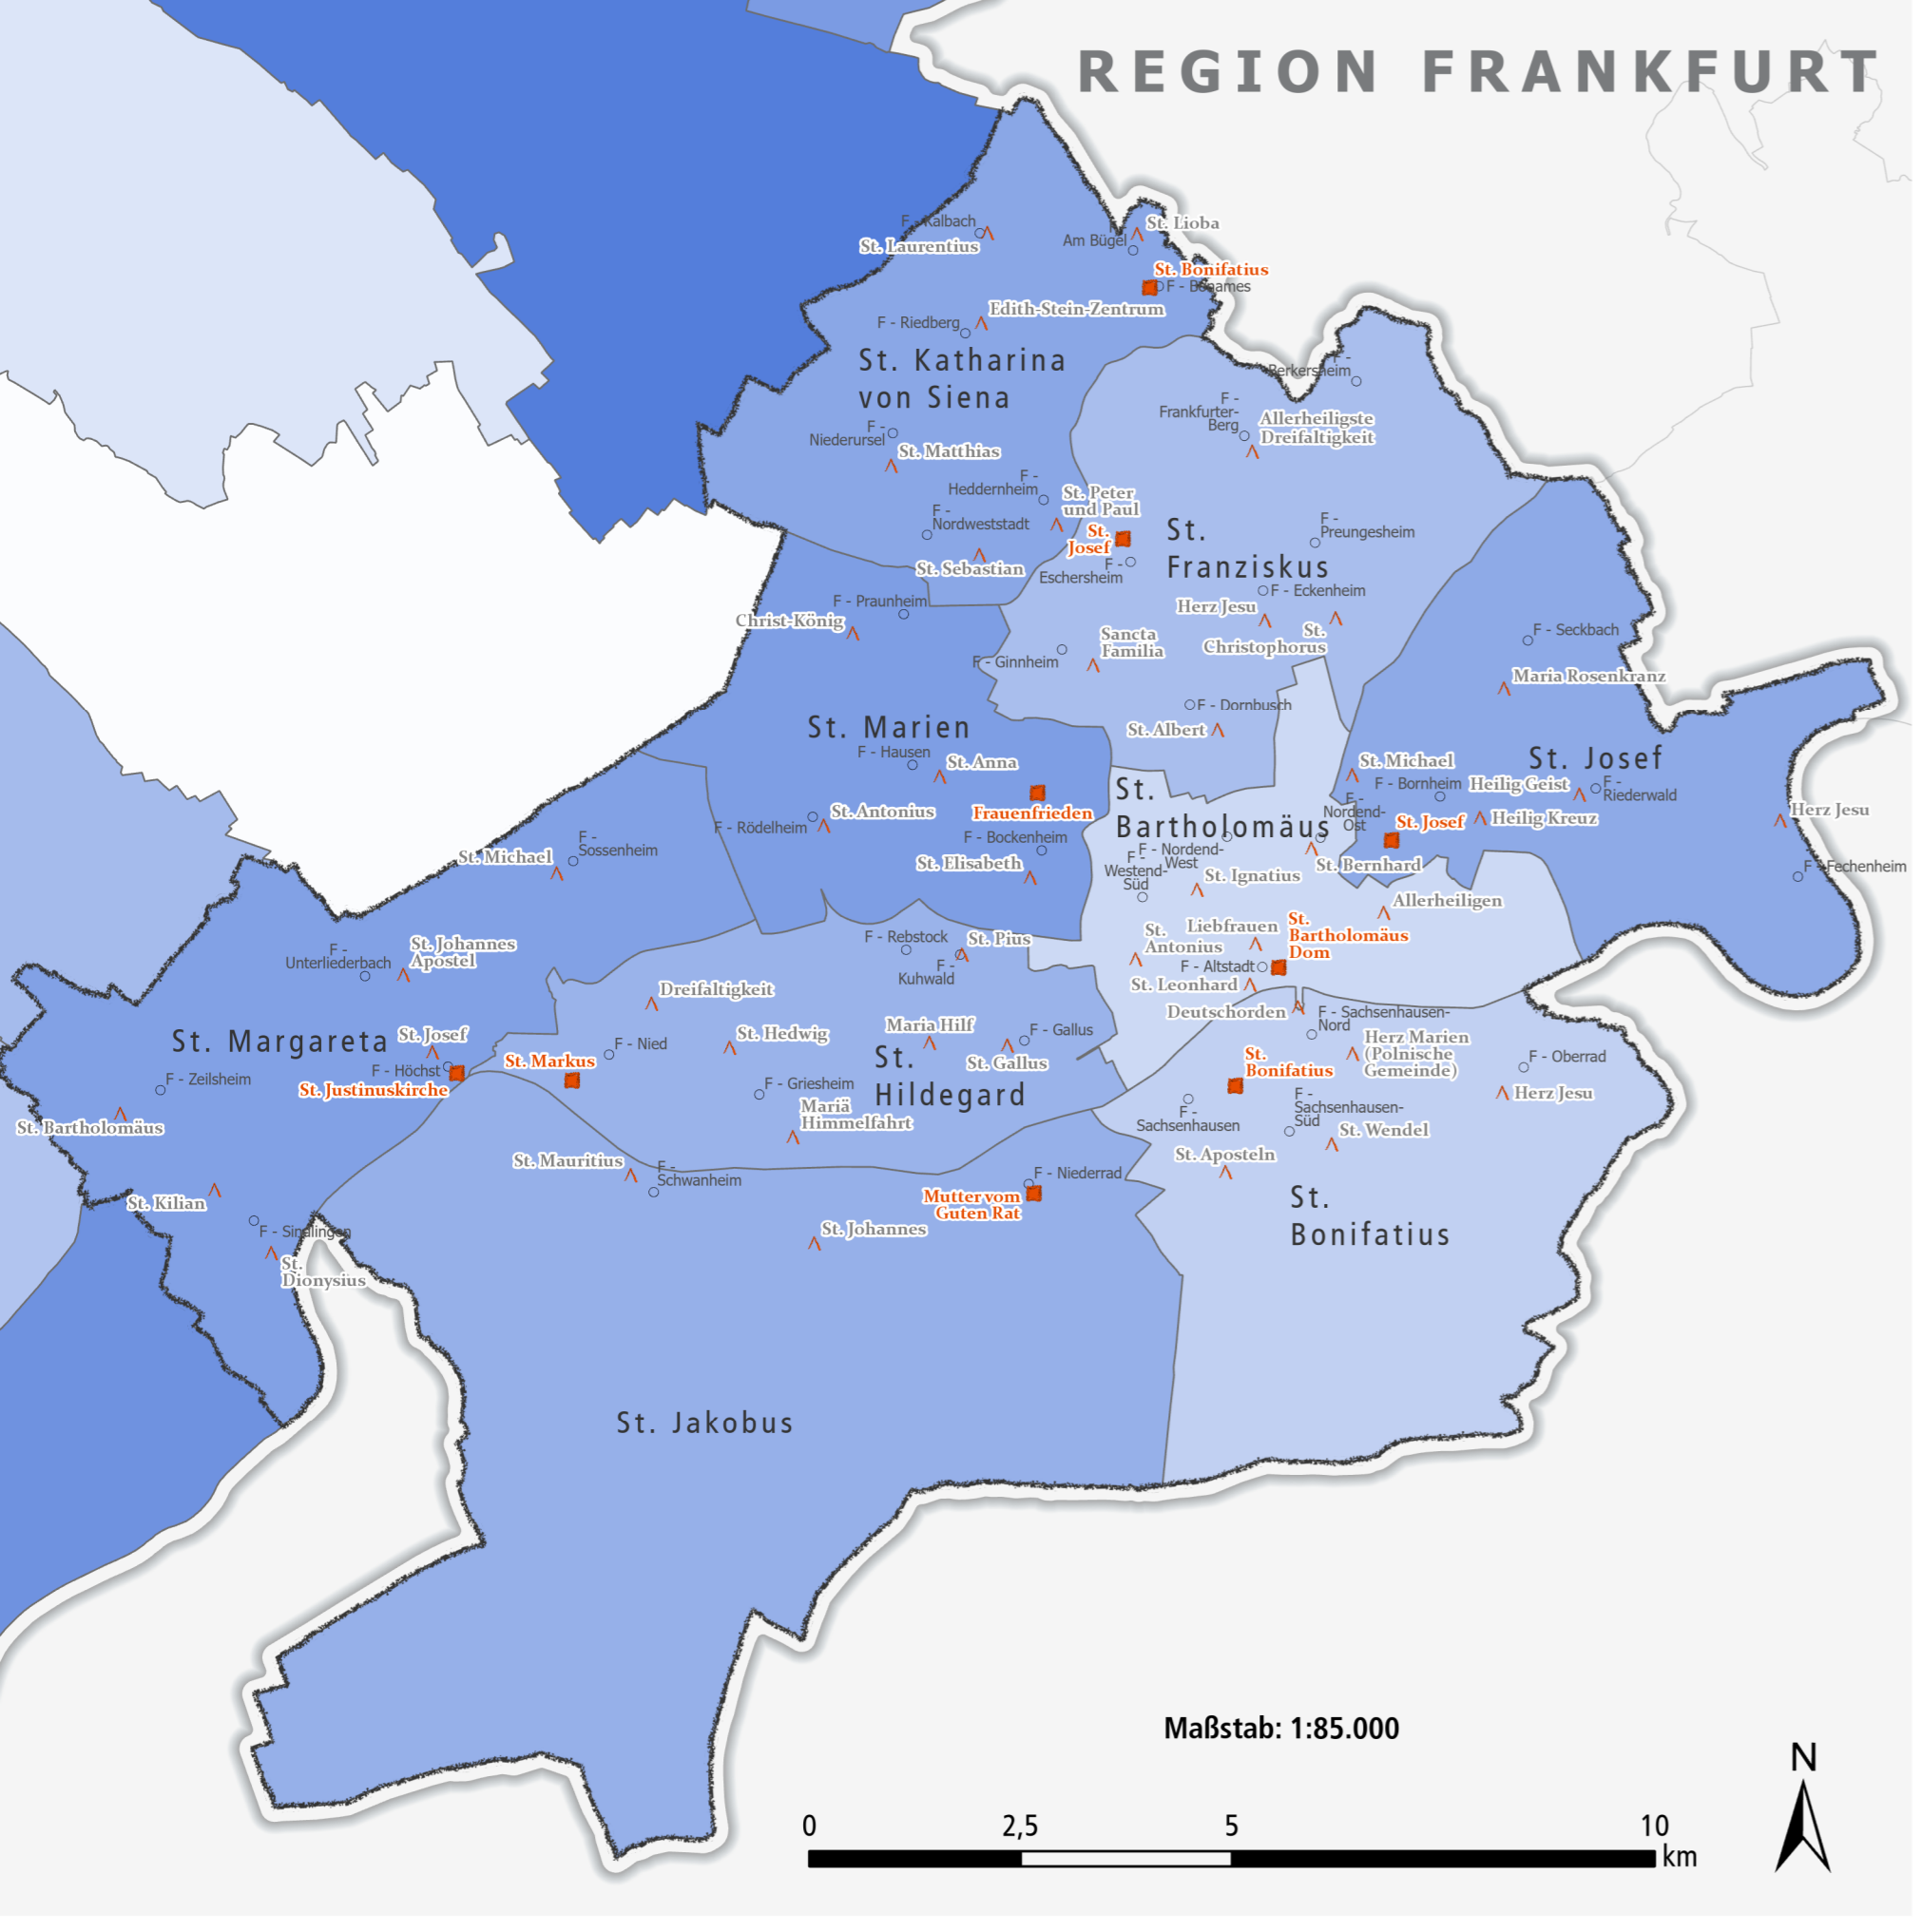 REGION FRANKFURT
F - Kalbach
St. Laurentius
St. Lioba
Am Bügel
St. Bonifatius
F - Bonames
Edith-Stein-Zentrum
F - Riedberg
St. Katharina
von Siena
F -
Berkersheim
F -
Frankfurter-
Berg
Allerheiligste
Dreifaltigkeit
F -
Niederursel
St. Matthias
F -
Heddernheim
St. Peter
und Paul
F -
Nordweststadt
St.
Josef
St. Sebastian
F -
Eschersheim
St.
Franziskus
F -
Preungesheim
F - Eckenheim
Herz Jesu
St.
Christophorus
F - Praunheim
Christ-König
Sancta
Familia
F - Ginnheim
F - Seckbach
Maria Rosenkranz
F - Dornbusch
St. Albert
St. Marien
F - Hausen
St. Anna
Frauenfrieden
St. Antonius
F - Rödelheim
F - Bockenheim
St. Elisabeth
St.
Bartholomäus
St. Michael
F - Bornheim
F -
Nordend-
Ost
St. Josef
Heilig Geist
F -
Riederwald
St. Josef
Heilig Kreuz
Herz Jesu
F - Fechenheim
F - Nordend-
West
F -
Westend-
Süd
St. Bernhard
St. Ignatius
Allerheiligen
F -
Sossenheim
St. Michael
F -
Unterliederbach
St. Johannes
Apostel
F - Rebstock
St. Pius
F -
Kuhwald
St.
Antonius
Liebfrauen
St.
Bartholomäus
Dom
F - Altstadt
St. Leonhard
Deutschorden
Dreifaltigkeit
St. Margareta
St. Josef
F - Höchst
St. Justinuskirche
F - Zeilsheim
St. Bartholomäus
St. Markus
F - Nied
St. Hedwig
Maria Hilf
F - Gallus
St. Gallus
St.
Hildegard
F - Griesheim
Mariä
Himmelfahrt
F - Sachsenhausen-
Nord
Herz Marien
(Polnische
Gemeinde)
St.
Bonifatius
F - Oberrad
Herz Jesu
F -
Sachsenhausen
F -
Sachsenhausen-
Süd
St. Wendel
St. Aposteln
St.
Bonifatius
St. Mauritius
F -
Schwanheim
F - Niederrad
Mutter vom
Guten Rat
St. Johannes
St. Kilian
F - Sindlingen
St.
Dionysius
St. Jakobus
Maßstab: 1:85.000
N
0 2,5 5 10
km